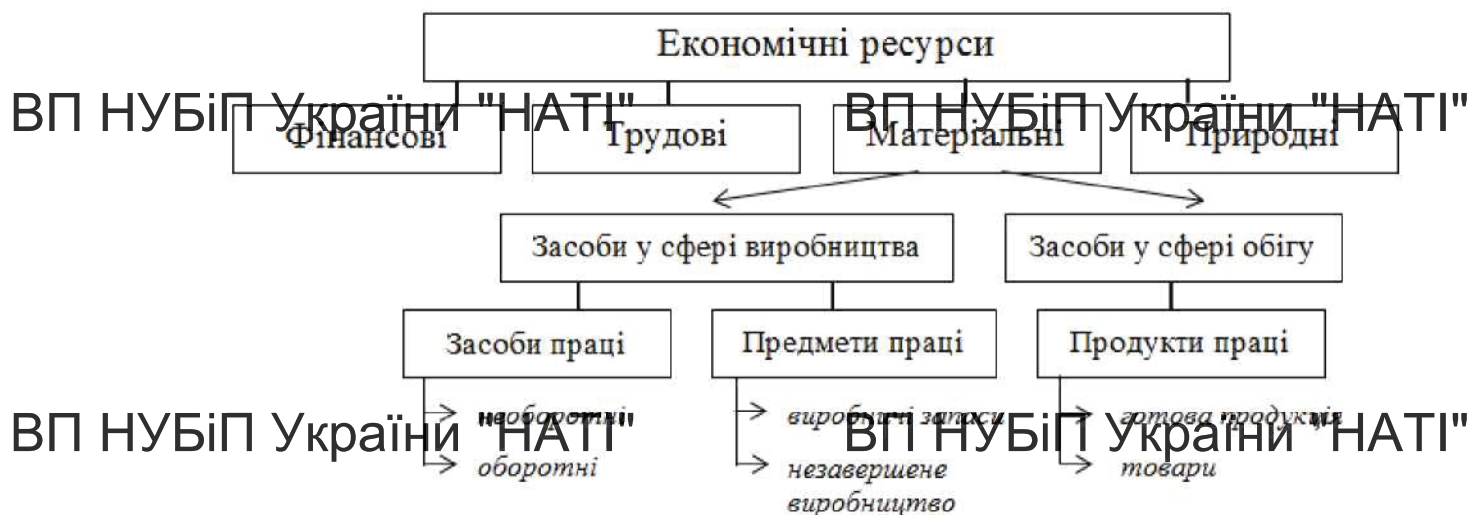 Економічні ресурси
ВП НУБіП України "НАТІ" ВП НУБіП України "НАТІ"
Фінансові Трудові Матеріальні Природні
Засоби у сфері виробництва Засоби у сфері обігу
Засоби праці Предмети праці Продукти праці
необоротні виробничі запаси готова продукція
ВП НУБіП України "НАТІ" ВП НУБіП України "НАТІ"
оборотні незавершене товари
виробництво